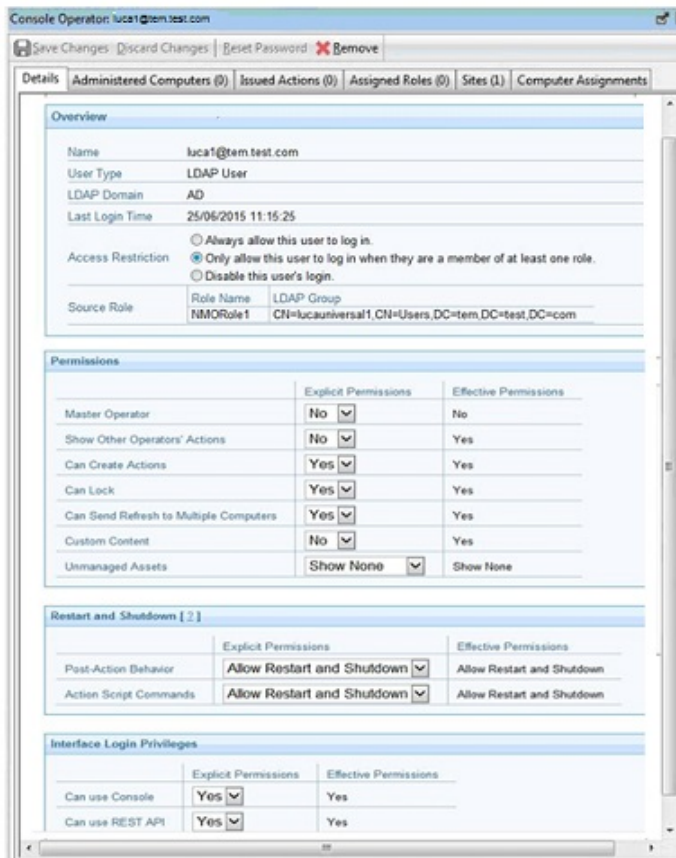 Console Operator: luca1@tem.test.com
Save Changes Discard Changes Reset Password Remove
Details Administered Computers (0) Issued Actions (0) Assigned Roles (0) Sites (1) Computer Assignments
Overview
Name luca1@tem.test.com
User Type LDAP User
LDAP Domain AD
Last Login Time 25/06/2015 11:15:25
Always allow this user to log in.
Access Restriction Only allow this user to log in when they are a member of at least one role.
Disable this user's login.
Role Name LDAP Group
Source Role NMORole1 CN=lucauniversal1,CN=Users,DC=tem,DC=test,DC=com
Permissions
Explicit Permissions Effective Permissions
Master Operator No No
Show Other Operators' Actions No Yes
Can Create Actions Yes Yes
Can Lock Yes Yes
Can Send Refresh to Multiple Computers Yes Yes
Custom Content No Yes
Unmanaged Assets Show None Show None
Restart and Shutdown [ 2 ]
Explicit Permissions Effective Permissions
Post-Action Behavior Allow Restart and Shutdown Allow Restart and Shutdown
Action Script Commands Allow Restart and Shutdown Allow Restart and Shutdown
Interface Login Privileges
Explicit Permissions Effective Permissions
Can use Console Yes Yes
Can use REST API Yes Yes